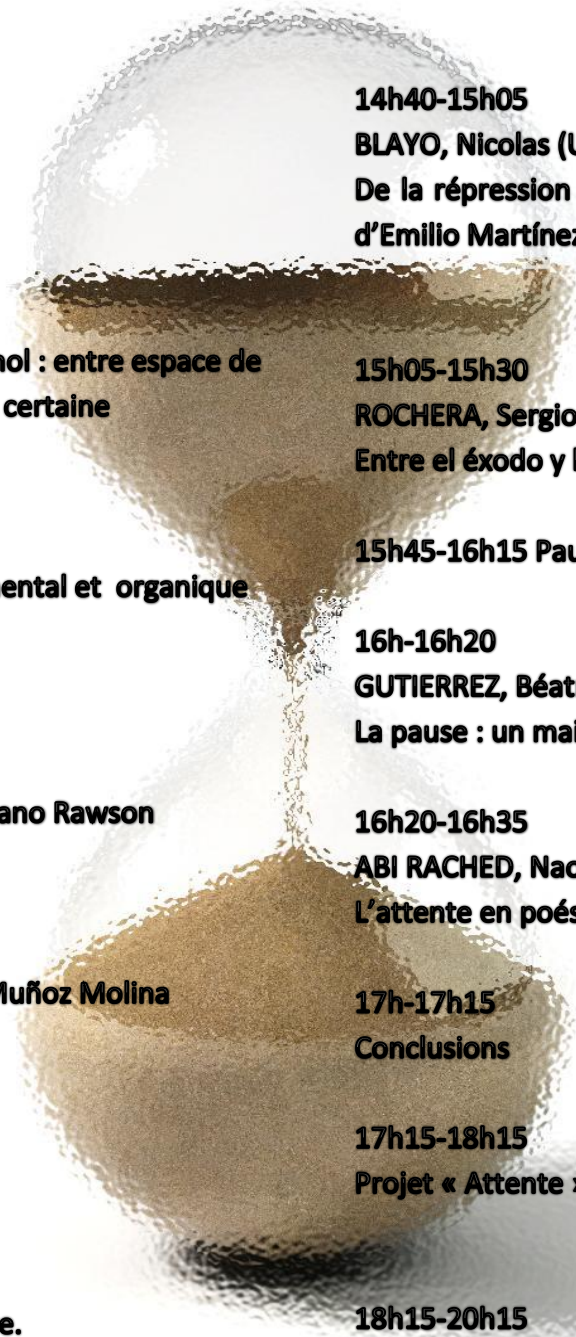 nol : entre espace de
certaine
ental et organique
ano Rawson
Muñoz Molina
e.
14h40-15h05
BLAYO, Nicolas (U
De la répression
d’Emilio Martínez
15h05-15h30
ROCHERA, Sergio
Entre el éxodo y l
15h45-16h15 Pau
16h-16h20
GUTIERREZ, Béat
La pause : un mai
16h20-16h35
ABI RACHED, Nac
L’attente en poés
17h-17h15
Conclusions
17h15-18h15
Projet « Attente »
18h15-20h15